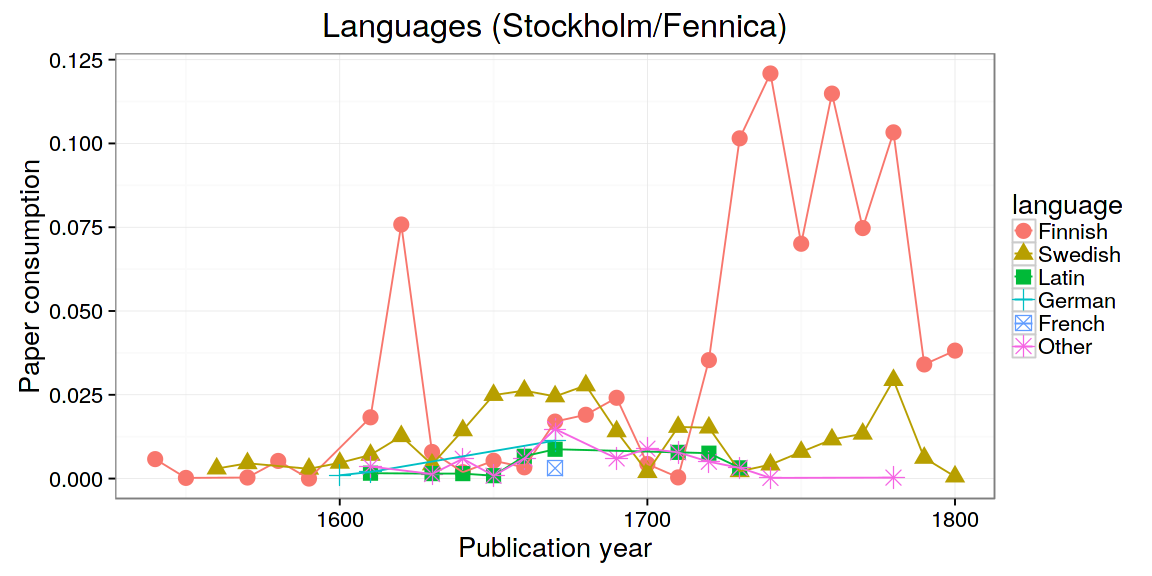 Languages (Stockholm/Fennica)
0.125
0.100
0.075
0.050
0.025
0.000
Paper consumption
1600 1700 1800
Publication year
language
Finnish
Swedish
Latin
German
French
Other